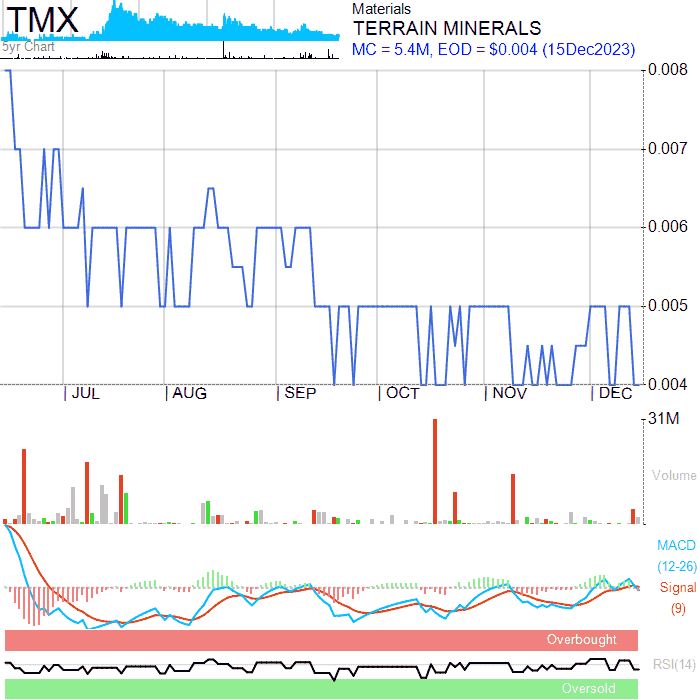 TMX
5yr Chart
Materials
TERRAIN MINERALS
MC = 5.4M, EOD = $0.004 (15Dec2023)
0.008
0.007
0.006
0.005
0.004
JUL AUG SEP OCT NOV DEC
31M
Volume
MACD
(12-26)
Signal
(9)
Overbought
RSI(14)
Oversold